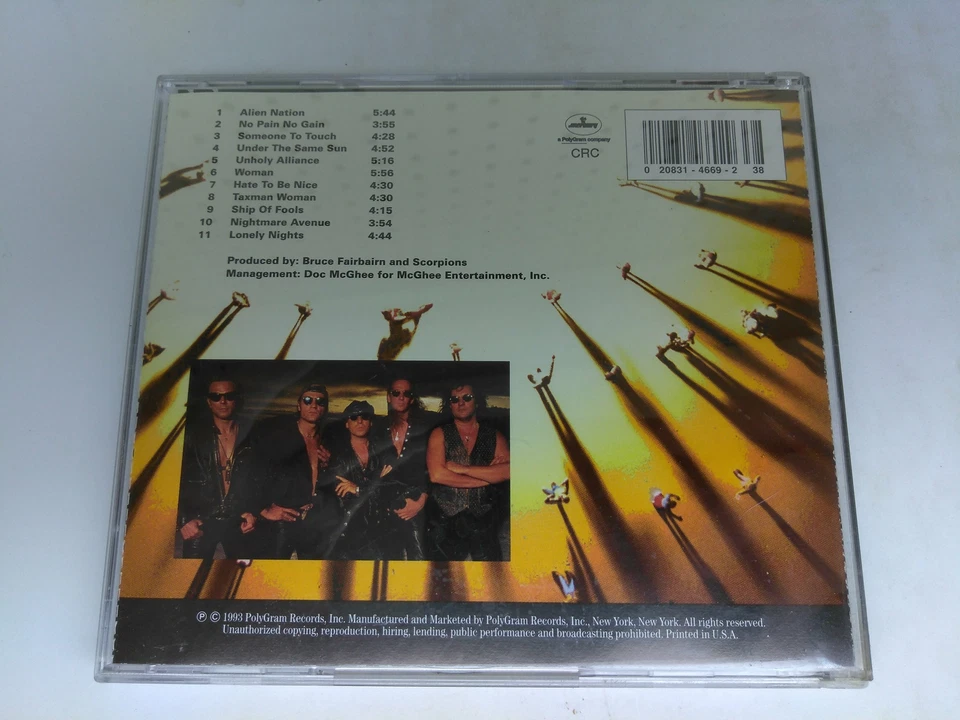 1 Alien Nation 5:44
2 No Pain No Gain 3:55
3 Someone To Touch 4:28
4 Under The Same Sun 4:52
5 Unholy Alliance 5:16
6 Woman 5:56
7 Hate To Be Nice 4:30
8 Taxman Woman 4:30
9 Ship Of Fools 4:15
10 Nightmare Avenue 3:54
11 Lonely Nights 4:44
Produced by: Bruce Fairbairn and Scorpions
Management: Doc McGhee for McGhee Entertainment, Inc.
mercury
a PolyGram company
CRC
0 20831-4669-2 38
℗ © 1993 PolyGram Records, Inc. Manufactured and Marketed by PolyGram Records, Inc., New York, New York. All rights reserved.
Unauthorized copying, reproduction, hiring, lending, public performance and broadcasting prohibited. Printed in U.S.A.